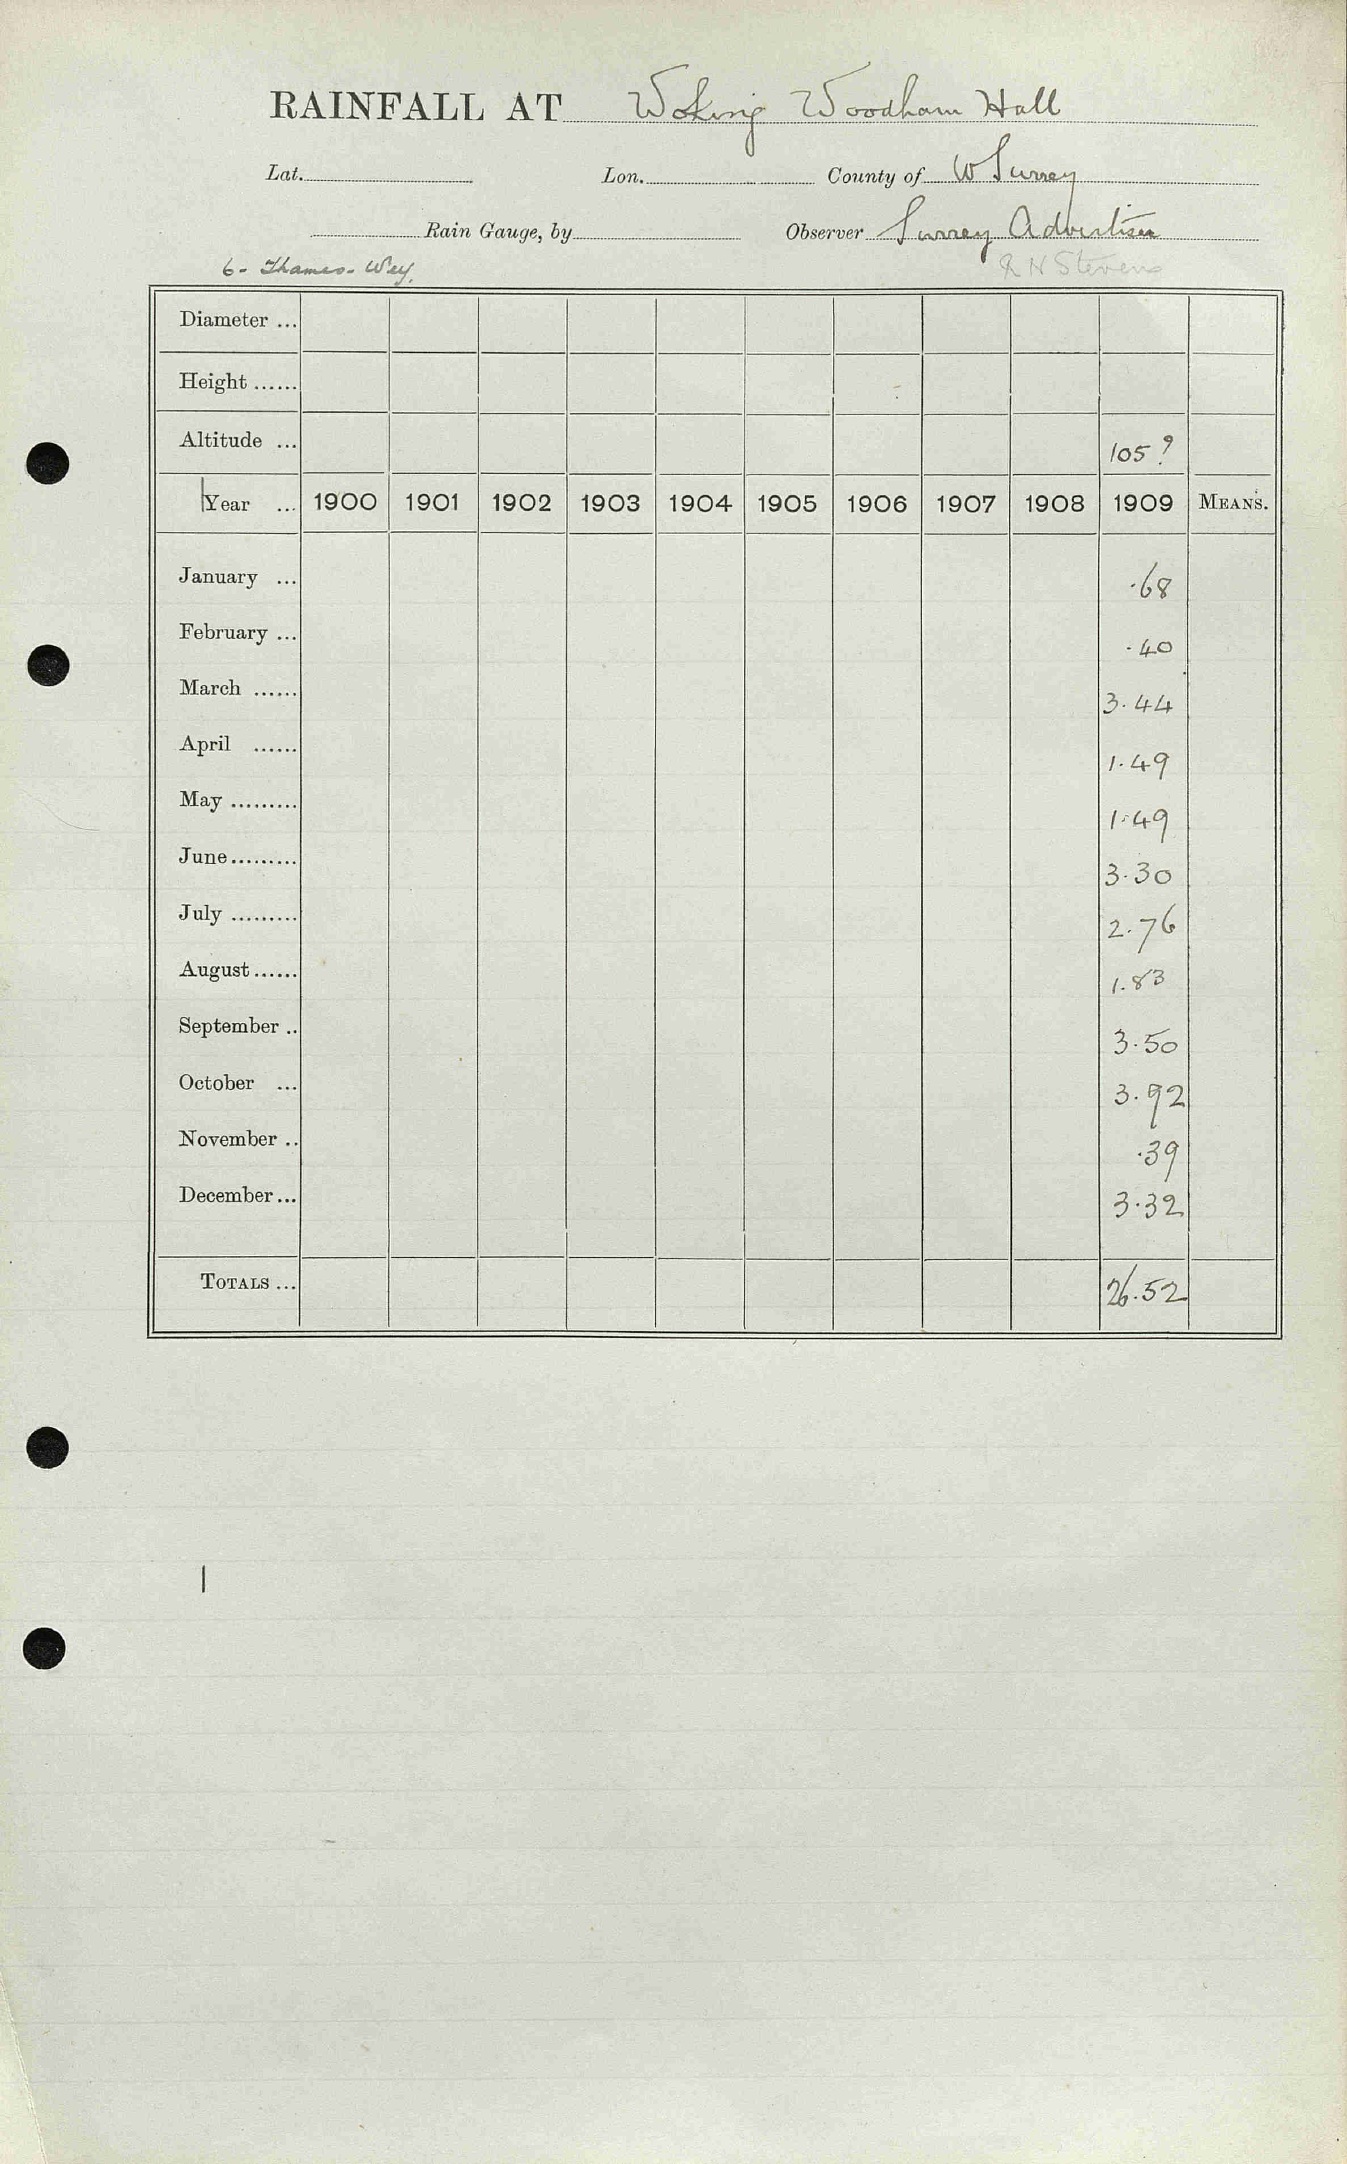 RAINFALL AT Woking Woodham Hall
Lat. Lon. County of W Surrey
Rain Gauge, by Observer Surrey Advertiser
6 - Thames - Wey. R N Stevens
Diameter ...
Height ......
Altitude ... 105 ?
Year ... 1900 1901 1902 1903 1904 1905 1906 1907 1908 1909 MEANS.
January ... ·68
February ... ·40
March ...... 3·44
April ...... 1·49
May ......... 1·49
June ......... 3·30
July ......... 2·76
August ...... 1·83
September .. 3·50
October ... 3·92
November .. ·39
December ... 3·32
TOTALS ... 26·52